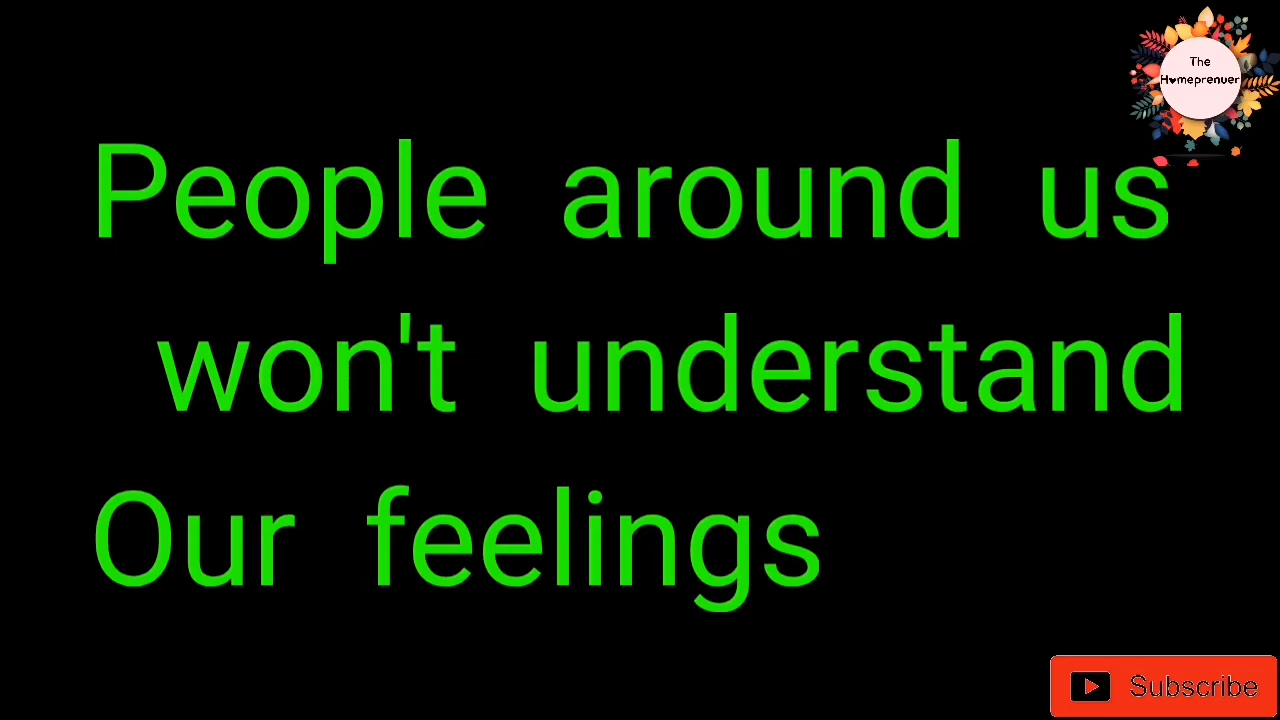 The
Homeprenuer
People around us
won't understand
Our feelings
Subscribe